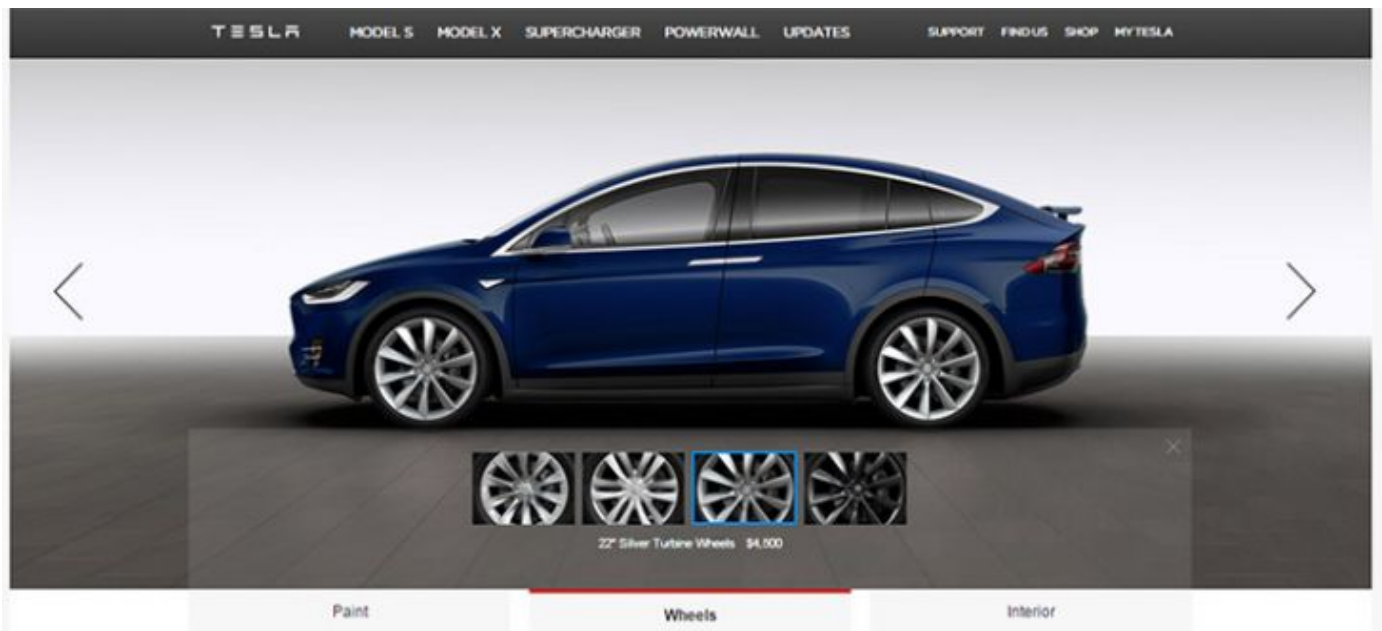 TESLA MODEL S MODEL X SUPERCHARGER POWERWALL UPDATES SUPPORT FIND US SHOP MY TESLA
22" Silver Turbine Wheels $4,500
Paint Wheels Interior